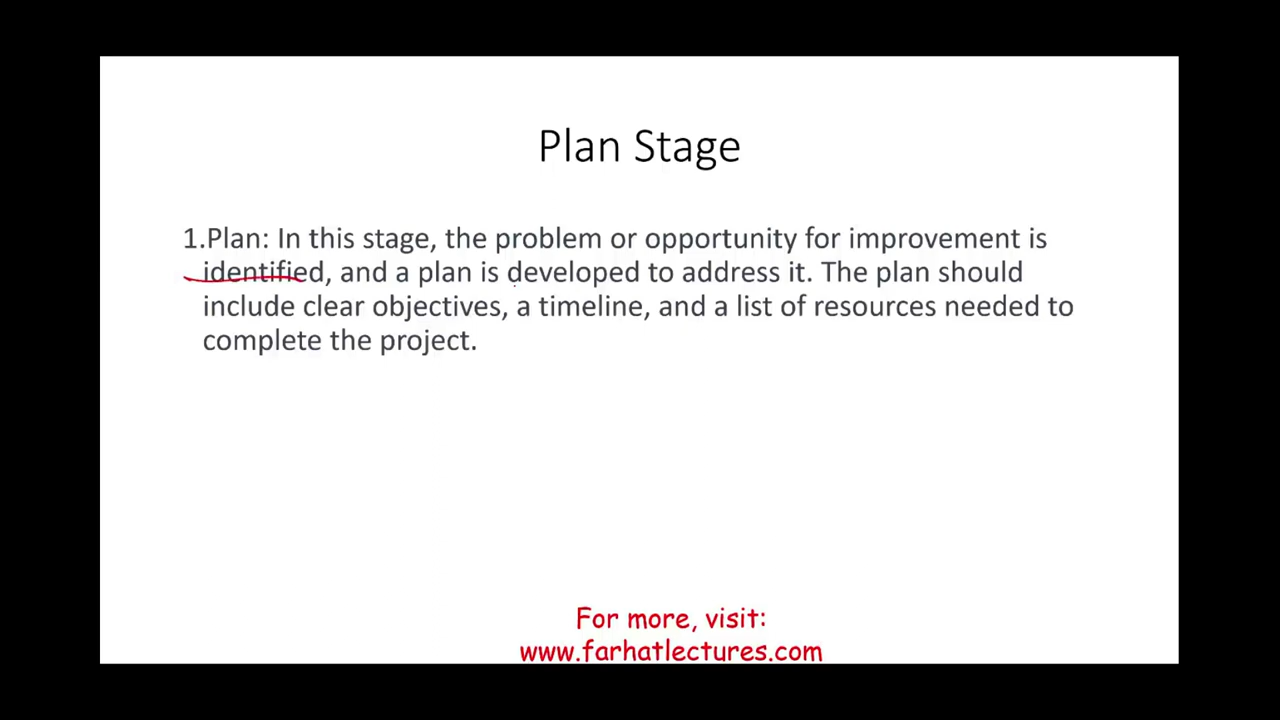 Plan Stage
1.Plan: In this stage, the problem or opportunity for improvement is
identified, and a plan is developed to address it. The plan should
include clear objectives, a timeline, and a list of resources needed to
complete the project.
For more, visit:
www.farhatlectures.com